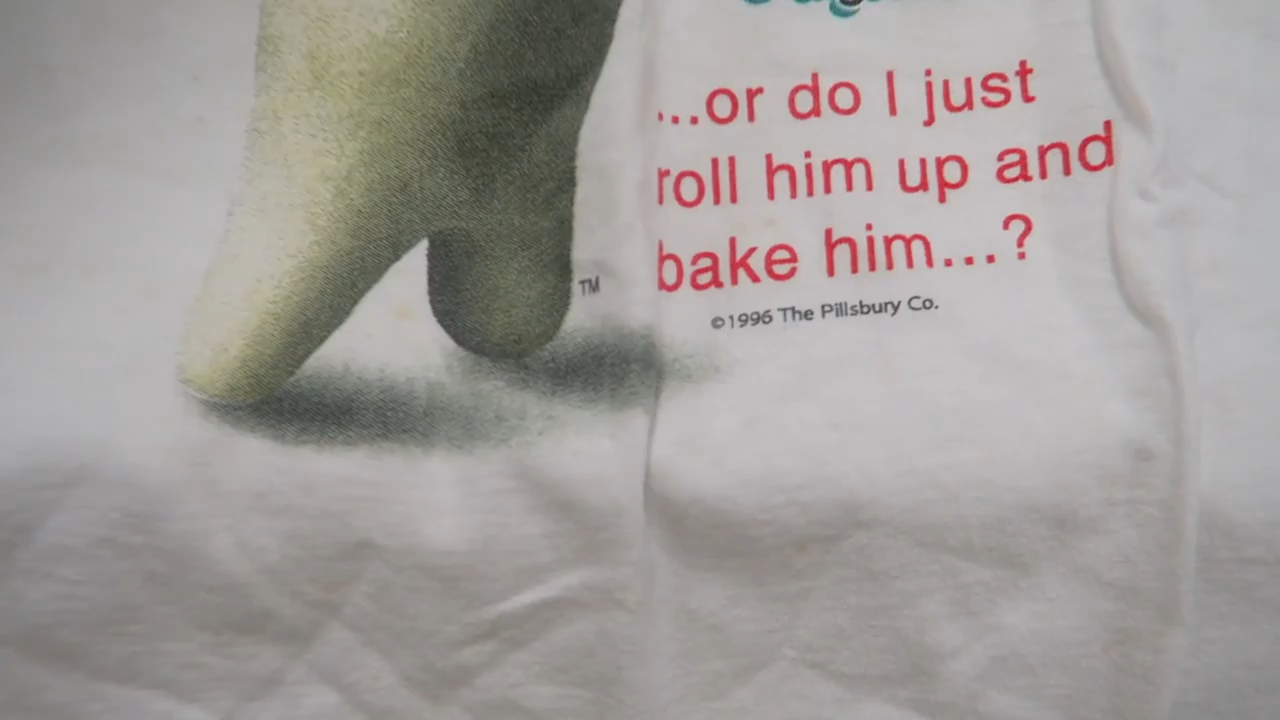 ...or do I just
roll him up and
bake him...?
TM
©1996 The Pillsbury Co.